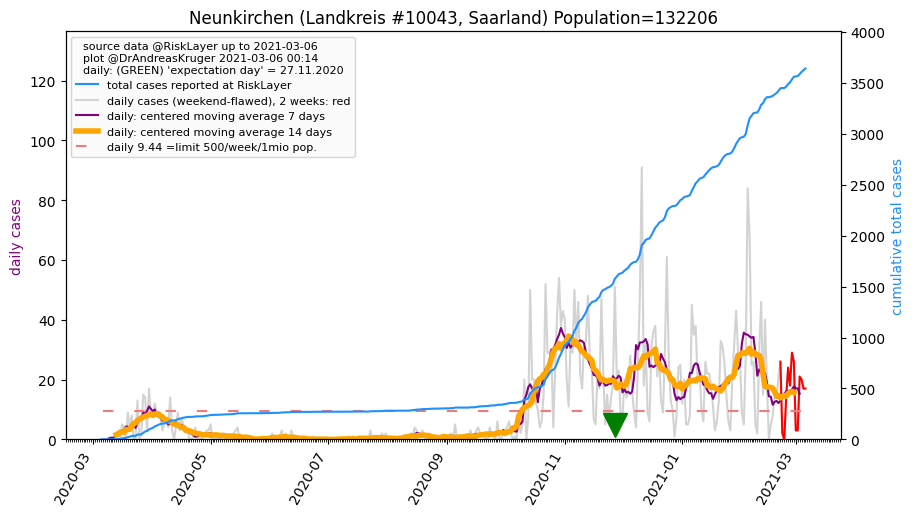 Neunkirchen (Landkreis #10043, Saarland) Population=132206
source data @RiskLayer up to 2021-03-06
plot @DrAndreasKruger 2021-03-06 00:14
daily: (GREEN) 'expectation day' = 27.11.2020
total cases reported at RiskLayer
daily cases (weekend-flawed), 2 weeks: red
daily: centered moving average 7 days
daily: centered moving average 14 days
daily 9.44 =limit 500/week/1mio pop.
daily cases
120
100
80
60
40
20
0
4000
3500
3000
2500
2000
1500
1000
500
0
cumulative total cases
2020-03
2020-05
2020-07
2020-09
2020-11
2021-01
2021-03